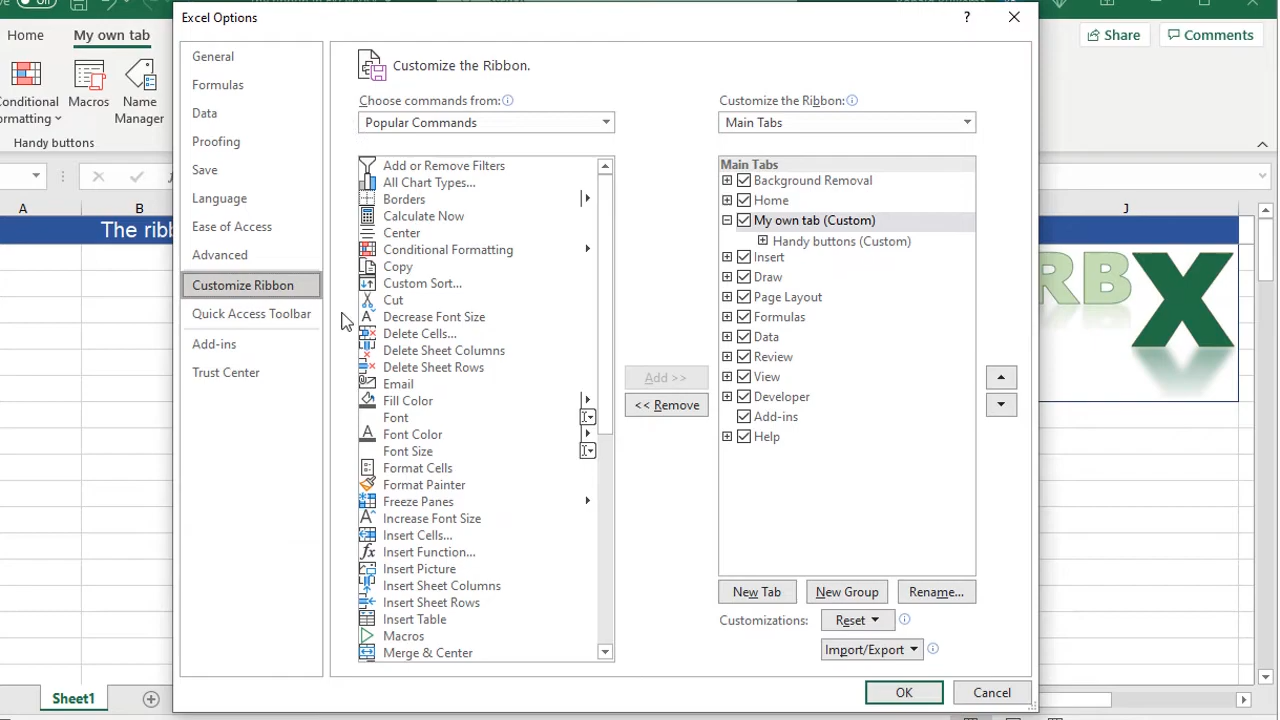 Excel Options
?
Home
My own tab
Share
Comments
Conditional
Formatting
Macros
Name
Manager
Handy buttons
A
B
J
The ribb
RBX
Sheet1
General
Formulas
Data
Proofing
Save
Language
Ease of Access
Advanced
Customize Ribbon
Quick Access Toolbar
Add-ins
Trust Center
Customize the Ribbon.
Choose commands from:
Popular Commands
Add or Remove Filters
All Chart Types...
Borders
Calculate Now
Center
Conditional Formatting
Copy
Custom Sort...
Cut
Decrease Font Size
Delete Cells...
Delete Sheet Columns
Delete Sheet Rows
Email
Fill Color
Font
Font Color
Font Size
Format Cells
Format Painter
Freeze Panes
Increase Font Size
Insert Cells...
Insert Function...
Insert Picture
Insert Sheet Columns
Insert Sheet Rows
Insert Table
Macros
Merge & Center
Add >>
<< Remove
Customize the Ribbon:
Main Tabs
Main Tabs
Background Removal
Home
My own tab (Custom)
Handy buttons (Custom)
Insert
Draw
Page Layout
Formulas
Data
Review
View
Developer
Add-ins
Help
New Tab
New Group
Rename...
Customizations:
Reset
Import/Export
OK
Cancel